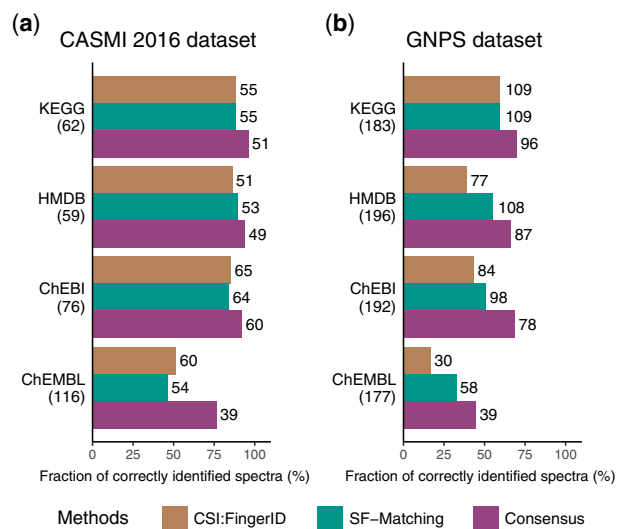 (a)
CASMI 2016 dataset
KEGG
(62)
55
55
51
HMDB
(59)
51
53
49
ChEBI
(76)
65
64
60
ChEMBL
(116)
60
54
39
0 25 50 75 100
Fraction of correctly identified spectra (%)
(b)
GNPS dataset
KEGG
(183)
109
109
96
HMDB
(196)
77
108
87
ChEBI
(192)
84
98
78
ChEMBL
(177)
30
58
39
0 25 50 75 100
Fraction of correctly identified spectra (%)
Methods CSI:FingerID SF−Matching Consensus